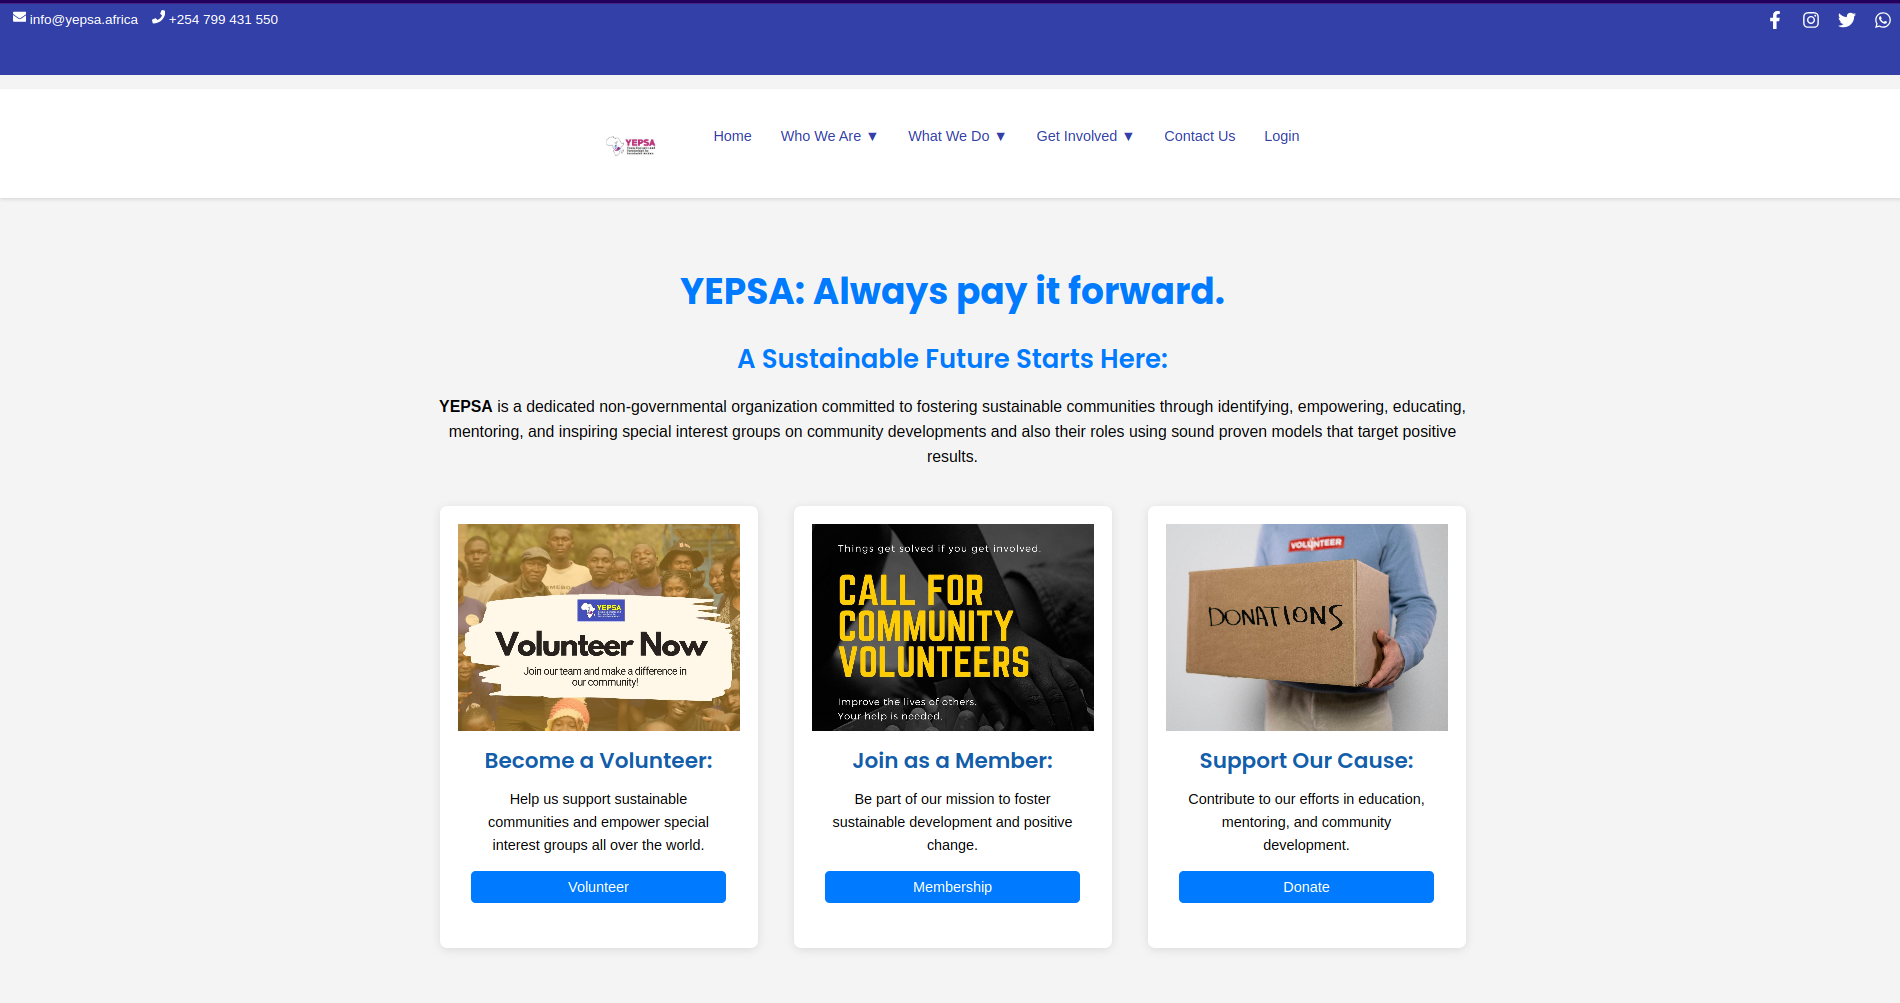 info@yepsa.africa +254 799 431 550
YEPSA
Home Who We Are ▼ What We Do ▼ Get Involved ▼ Contact Us Login
YEPSA: Always pay it forward.
A Sustainable Future Starts Here:
YEPSA is a dedicated non-governmental organization committed to fostering sustainable communities through identifying, empowering, educating,
mentoring, and inspiring special interest groups on community developments and also their roles using sound proven models that target positive
results.
YEPSA
Volunteer Now
Join our team and make a difference in
our community!
Become a Volunteer:
Help us support sustainable
communities and empower special
interest groups all over the world.
Volunteer
Things get solved if you get involved.
CALL FOR
COMMUNITY
VOLUNTEERS
Improve the lives of others.
Your help is needed.
Join as a Member:
Be part of our mission to foster
sustainable development and positive
change.
Membership
VOLUNTEER
DONATIONS
Support Our Cause:
Contribute to our efforts in education,
mentoring, and community
development.
Donate